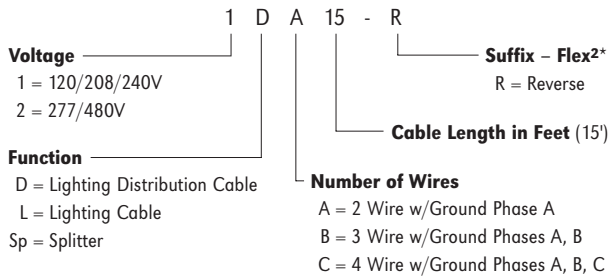 1 D A 15 - R
Voltage
1 = 120/208/240V
2 = 277/480V
Suffix – Flex²*
R = Reverse
Cable Length in Feet (15')
Function
D = Lighting Distribution Cable
L = Lighting Cable
Sp = Splitter
Number of Wires
A = 2 Wire w/Ground Phase A
B = 3 Wire w/Ground Phases A, B
C = 4 Wire w/Ground Phases A, B, C